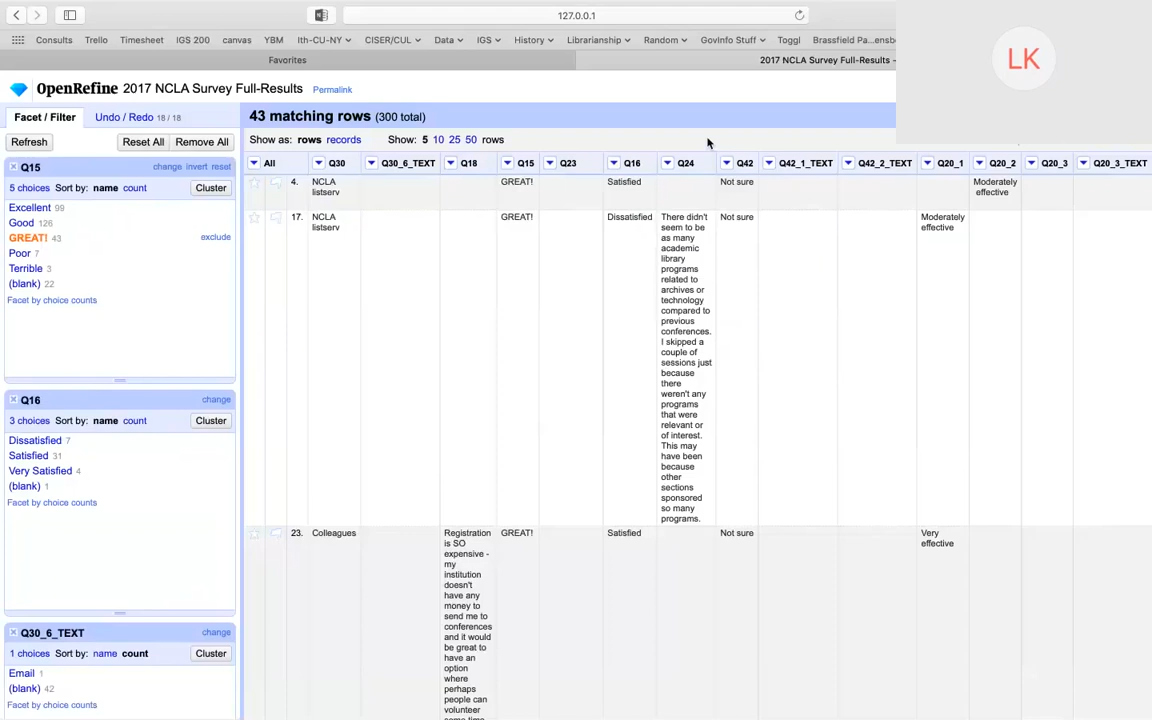 127.0.0.1
Consults Trello Timesheet IGS 200 canvas YBM Ith-CU-NY CISER/CUL Data IGS History Librarianship Random GovInfo Stuff Toggl Brassfield Pa...ensb
Favorites
2017 NCLA Survey Full-Results -
LK
OpenRefine 2017 NCLA Survey Full-Results Permalink
Facet / Filter Undo / Redo 18 / 18
43 matching rows (300 total)
Refresh Reset All Remove All
Show as: rows records Show: 5 10 25 50 rows
All Q30 Q30_6_TEXT Q18 Q15 Q23 Q16 Q24 Q42 Q42_1_TEXT Q42_2_TEXT Q20_1 Q20_2 Q20_3 Q20_3_TEXT
Q15 change invert reset
5 choices Sort by: name count Cluster
Excellent 99
Good 126
GREAT! 43 exclude
Poor 7
Terrible 3
(blank) 22
Facet by choice counts
Q16 change
3 choices Sort by: name count Cluster
Dissatisfied 7
Satisfied 31
Very Satisfied 4
(blank) 1
Facet by choice counts
Q30_6_TEXT change
1 choices Sort by: name count Cluster
Email 1
(blank) 42
Facet by choice counts
4. NCLA GREAT! Satisfied Not sure Moderately
listserv effective
17. NCLA GREAT! Dissatisfied There didn't Not sure Moderately
listserv seem to be effective
as many
academic
library
programs
related to
archives or
technology
compared to
previous
conferences.
I skipped a
couple of
sessions just
because
there
weren't any
programs
that were
relevant or
of interest.
This may
have been
because
other
sections
sponsored
so many
programs.
23. Colleagues Registration GREAT! Satisfied Not sure Very
is SO effective
expensive -
my
institution
doesn't
have any
money to
send me to
conferences
and it would
be great to
have an
option
where
perhaps
people can
volunteer
some time